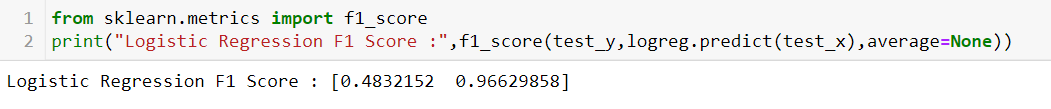 1 from sklearn.metrics import f1_score
2 print("Logistic Regression F1 Score :",f1_score(test_y,logreg.predict(test_x),average=None))
Logistic Regression F1 Score : [0.4832152  0.96629858]